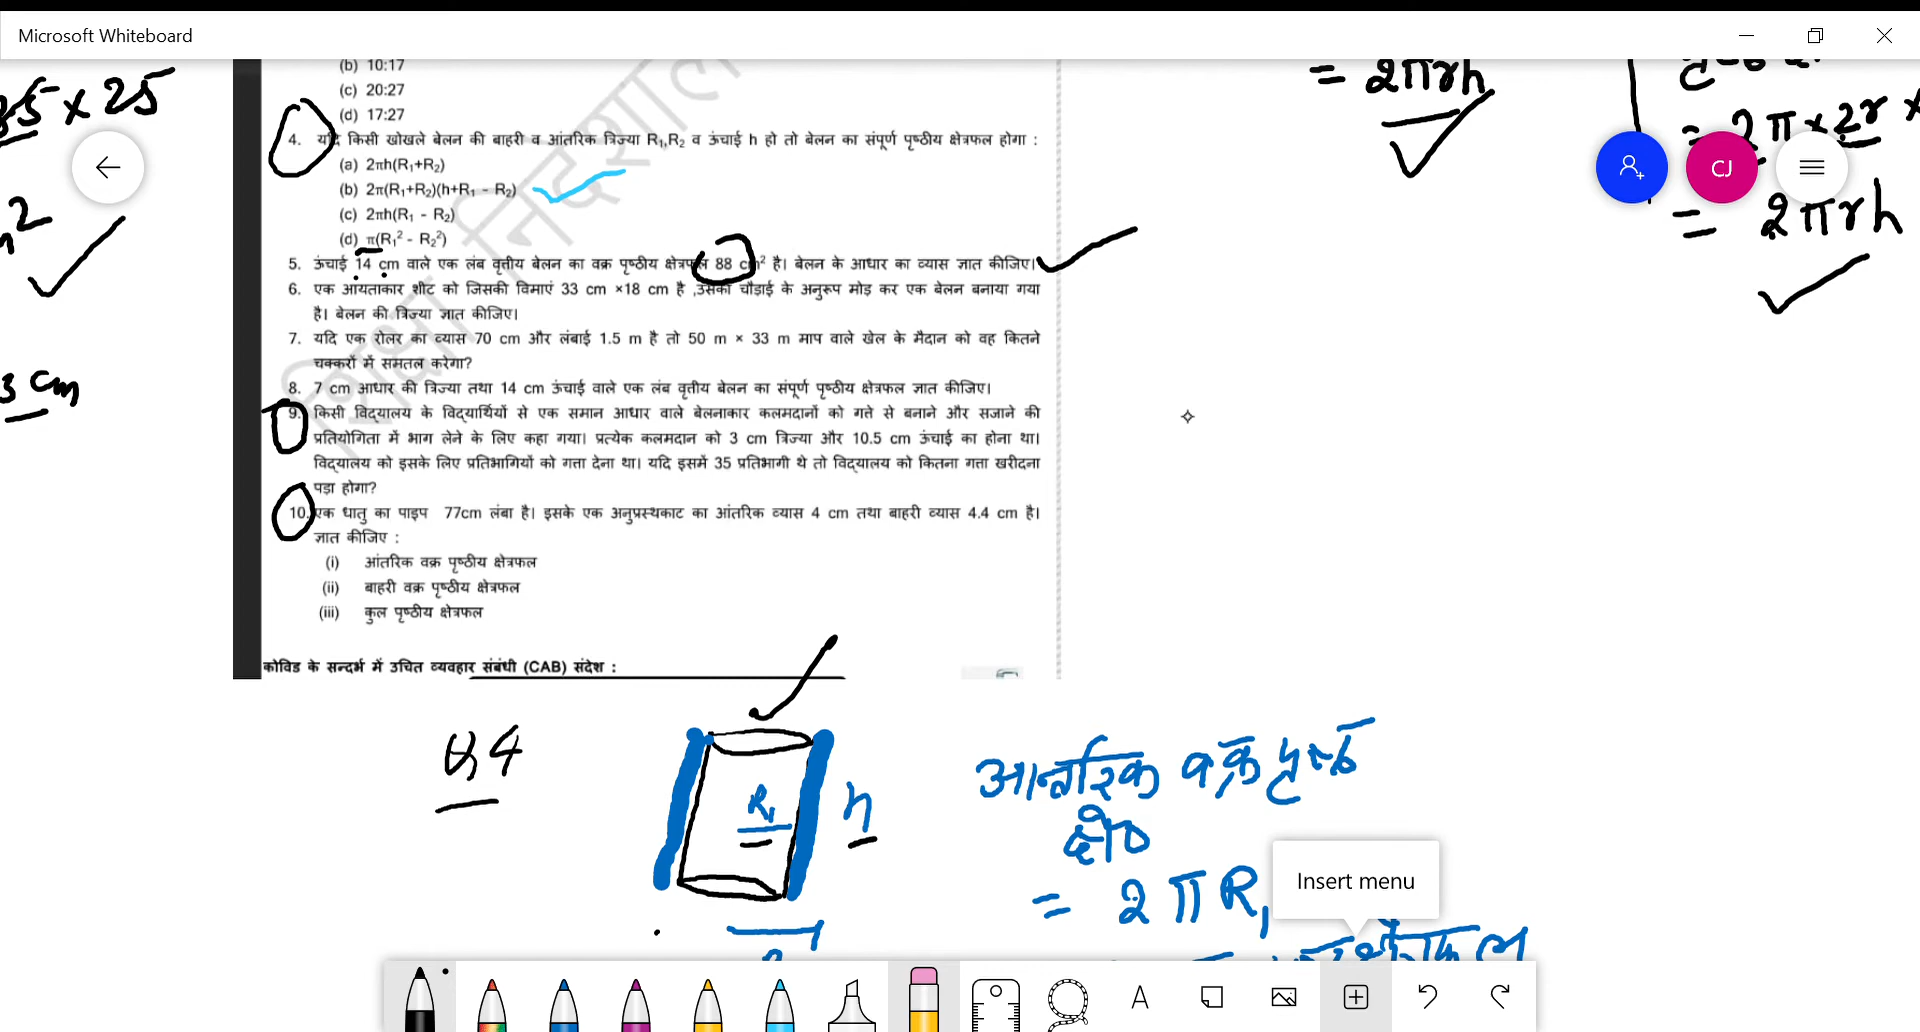 Microsoft Whiteboard
(b) 10:17
(c) 20:27
(d) 17:27
4. यदि किसी खोखले बेलन की बाहरी व आंतरिक त्रिज्या R₁,R₂ व ऊंचाई h हो तो बेलन का संपूर्ण पृष्ठीय क्षेत्रफल होगा :
(a) 2πh(R₁+R₂)
(b) 2π(R₁+R₂)(h+R₁ - R₂)
(c) 2πh(R₁ - R₂)
(d) π(R₁² - R₂²)
5. ऊंचाई 14 cm वाले एक लंब वृत्तीय बेलन का वक्र पृष्ठीय क्षेत्रफल 88 cm² है। बेलन के आधार का व्यास ज्ञात कीजिए।
6. एक आयताकार शीट को जिसकी विमाएं 33 cm ×18 cm है ,उसकी चौड़ाई के अनुरूप मोड़ कर एक बेलन बनाया गया
है। बेलन की त्रिज्या ज्ञात कीजिए।
7. यदि एक रोलर का व्यास 70 cm और लंबाई 1.5 m है तो 50 m × 33 m माप वाले खेल के मैदान को वह कितने
चक्करों में समतल करेगा?
8. 7 cm आधार की त्रिज्या तथा 14 cm ऊंचाई वाले एक लंब वृत्तीय बेलन का संपूर्ण पृष्ठीय क्षेत्रफल ज्ञात कीजिए।
9. किसी विद्यालय के विद्यार्थियों से एक समान आधार वाले बेलनाकार कलमदानों को गत्ते से बनाने और सजाने की
प्रतियोगिता में भाग लेने के लिए कहा गया। प्रत्येक कलमदान को 3 cm त्रिज्या और 10.5 cm ऊंचाई का होना था।
विद्यालय को इसके लिए प्रतिभागियों को गत्ता देना था। यदि इसमें 35 प्रतिभागी थे तो विद्यालय को कितना गत्ता खरीदना
पड़ा होगा?
10. एक धातु का पाइप 77cm लंबा है। इसके एक अनुप्रस्थकाट का आंतरिक व्यास 4 cm तथा बाहरी व्यास 4.4 cm है।
ज्ञात कीजिए :
(i) आंतरिक वक्र पृष्ठीय क्षेत्रफल
(ii) बाहरी वक्र पृष्ठीय क्षेत्रफल
(iii) कुल पृष्ठीय क्षेत्रफल
कोविड के सन्दर्भ में उचित व्यवहार संबंधी (CAB) संदेश :
शिक्षा निदेशाल
× 25
3 cm
= 2πrh
= 2π×2r ×
= 2πrh
CJ
Q4
R₁
h
आन्तरिक वक्र पृष्ठ
क्षे०
= 2πR₁
Insert menu
A